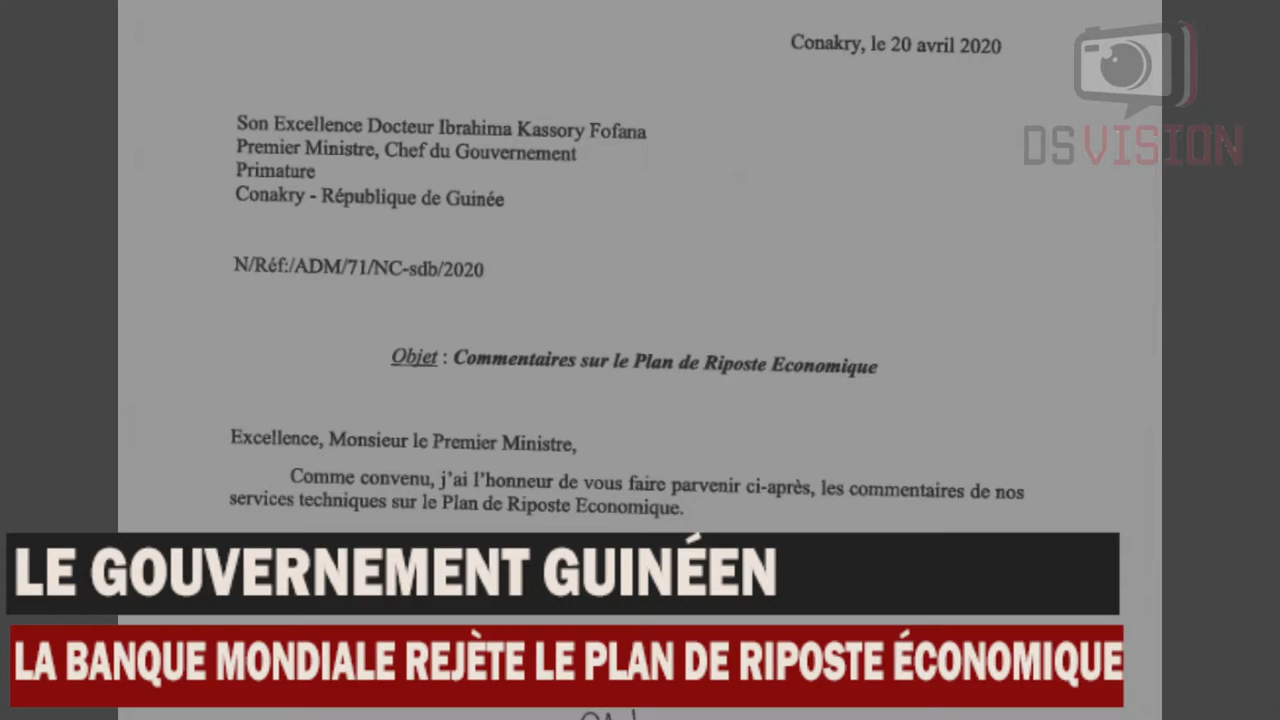 Conakry, le 20 avril 2020
DSVISION
Son Excellence Docteur Ibrahima Kassory Fofana
Premier Ministre, Chef du Gouvernement
Primature
Conakry - République de Guinée
N/Réf:/ADM/71/NC-sdb/2020
Objet : Commentaires sur le Plan de Riposte Economique
Excellence, Monsieur le Premier Ministre,
Comme convenu, j'ai l'honneur de vous faire parvenir ci-après, les commentaires de nos
services techniques sur le Plan de Riposte Economique.
LE GOUVERNEMENT GUINÉEN
LA BANQUE MONDIALE REJÈTE LE PLAN DE RIPOSTE ÉCONOMIQUE